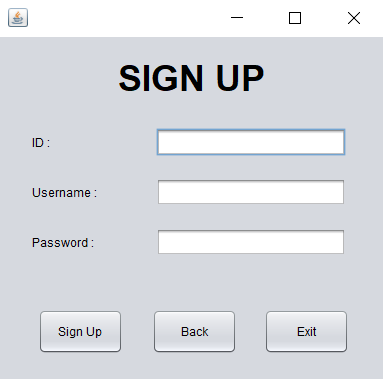 SIGN UP
ID :
Username :
Password :
Sign Up Back Exit